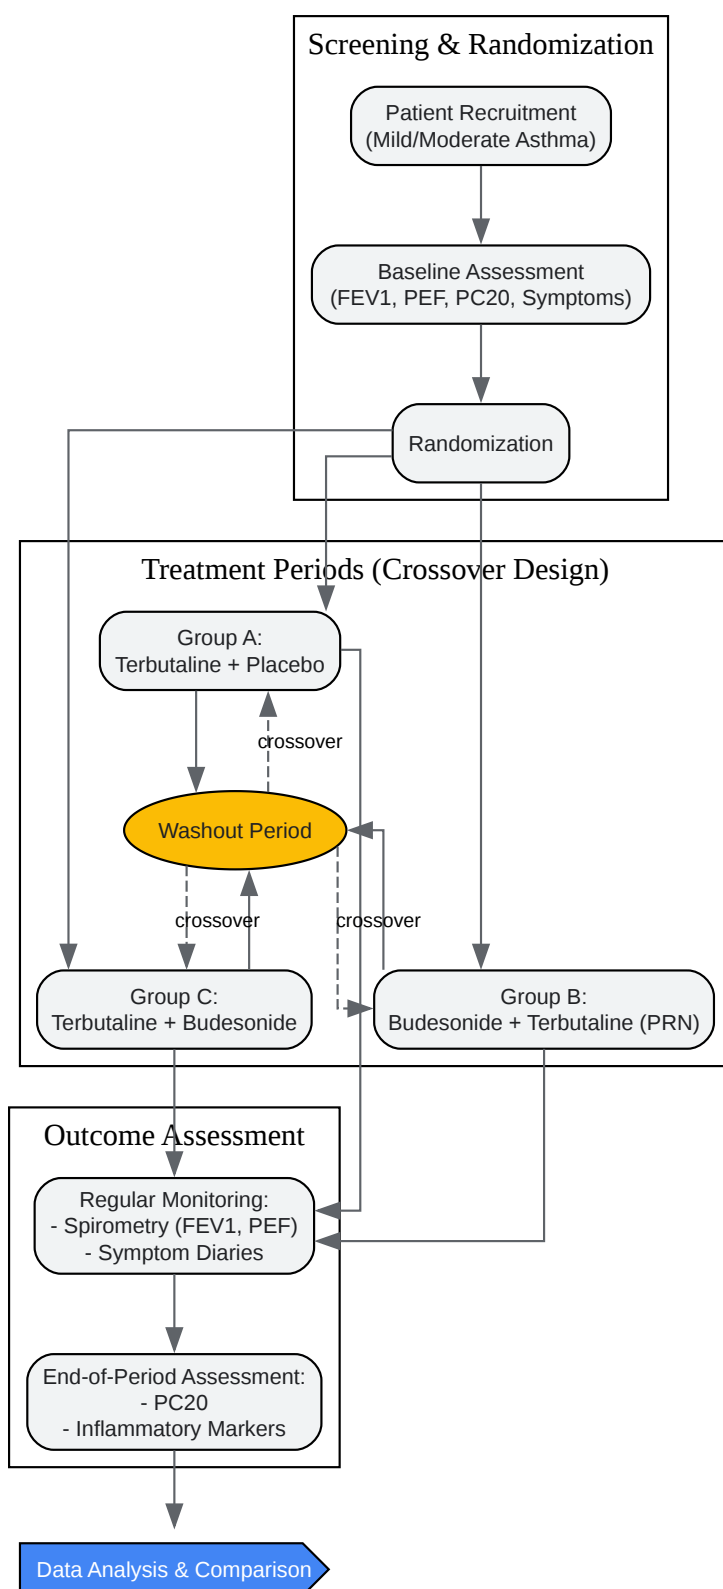 Screening & Randomization
Patient Recruitment
(Mild/Moderate Asthma)
Baseline Assessment
(FEV1, PEF, PC20, Symptoms)
Randomization
Treatment Periods (Crossover Design)
Group A:
Terbutaline + Placebo
crossover
Washout Period
crossover
crossover
Group C:
Terbutaline + Budesonide
Group B:
Budesonide + Terbutaline (PRN)
Outcome Assessment
Regular Monitoring:
- Spirometry (FEV1, PEF)
- Symptom Diaries
End-of-Period Assessment:
- PC20
- Inflammatory Markers
Data Analysis & Comparison